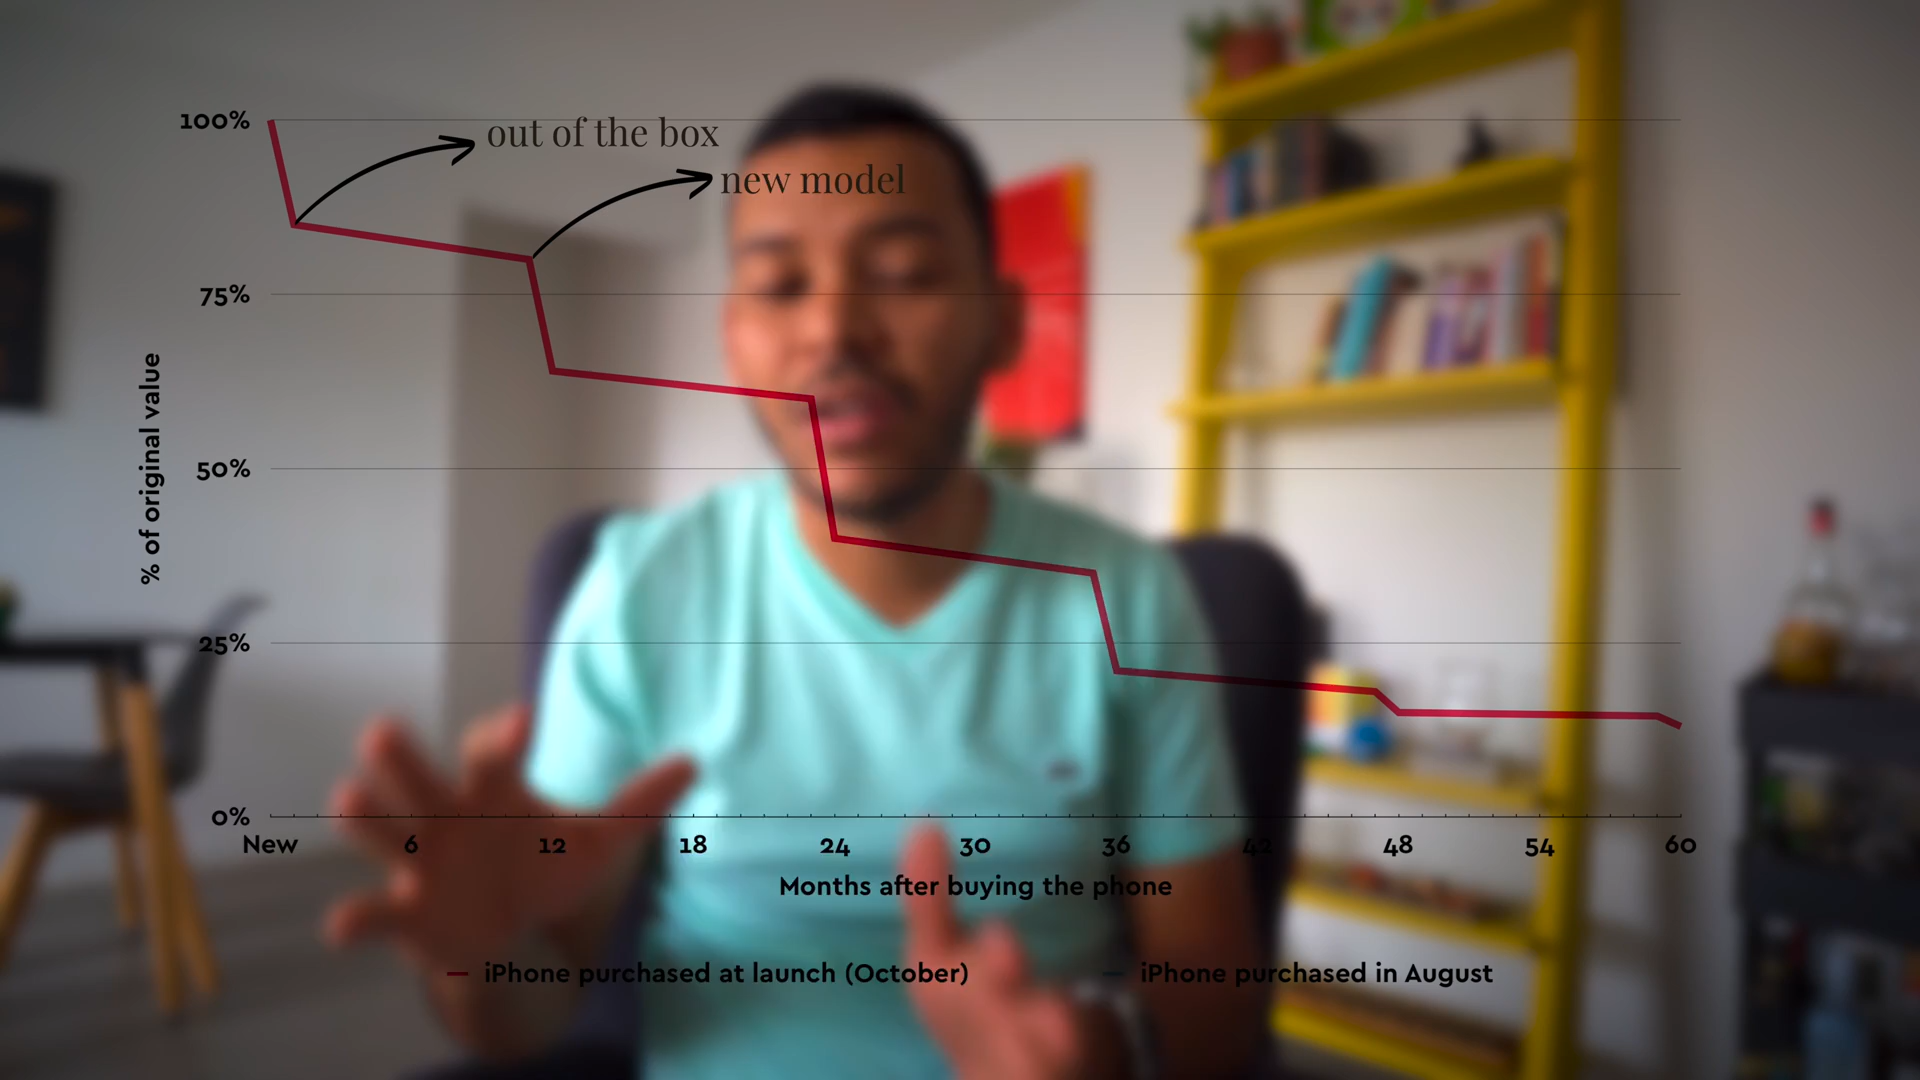 100%
out of the box
new model
75%
% of original value
50%
25%
0%
New 6 12 18 24 30 36 42 48 54 60
Months after buying the phone
iPhone purchased at launch (October) iPhone purchased in August